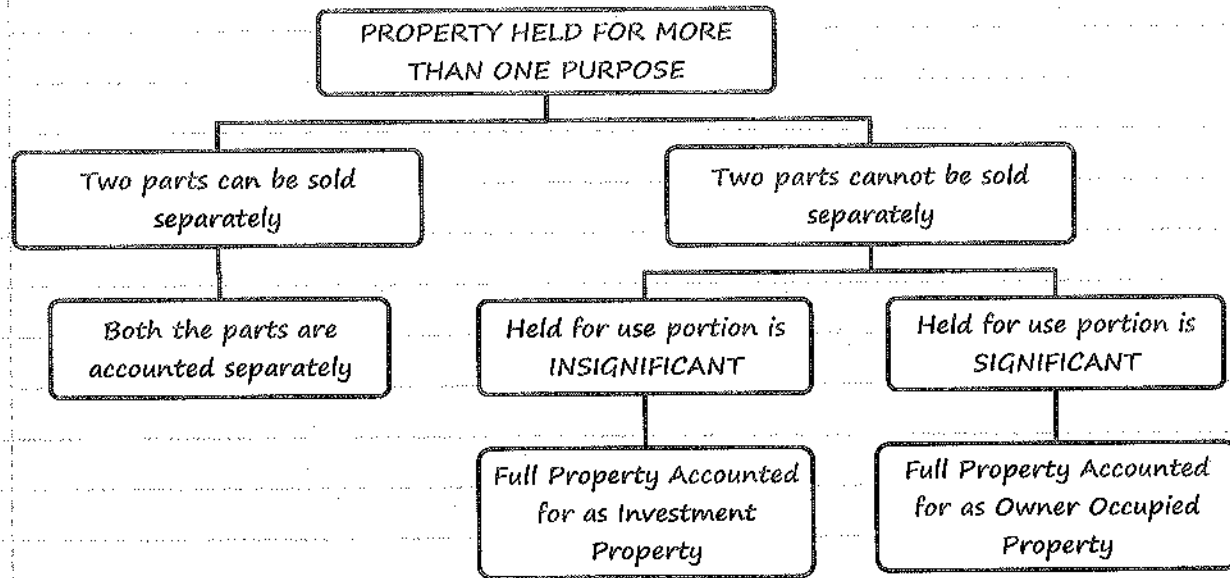 PROPERTY HELD FOR MORE
THAN ONE PURPOSE
Two parts can be sold
separately
Two parts cannot be sold
separately
Both the parts are
accounted separately
Held for use portion is
INSIGNIFICANT
Held for use portion is
SIGNIFICANT
Full Property Accounted
for as Investment
Property
Full Property Accounted
for as Owner Occupied
Property